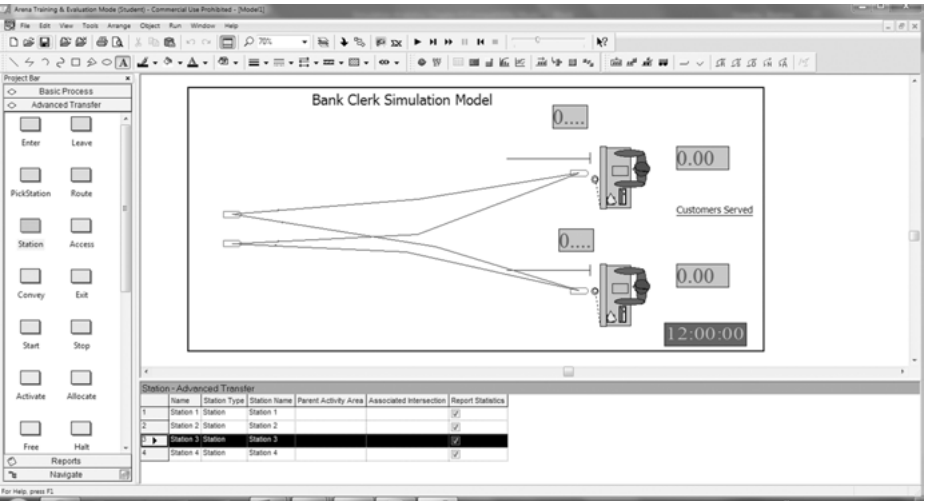 Arena Training & Evaluation Mode (Student) - Commercial Use Prohibited - [Model1]
File Edit View Tools Arrange Object Run Window Help
70%
Project Bar
Basic Process
Advanced Transfer
Enter Leave
PickStation Route
Station Access
Convey Exit
Start Stop
Activate Allocate
Free Halt
Reports
Navigate
Bank Clerk Simulation Model
0....
0.00
Customers Served
0....
0.00
12:00:00
Station - Advanced Transfer
Name Station Type Station Name Parent Activity Area Associated Intersection Report Statistics
1 Station 1 Station Station 1
2 Station 2 Station Station 2
3 Station 3 Station Station 3
4 Station 4 Station Station 4
For Help, press F1